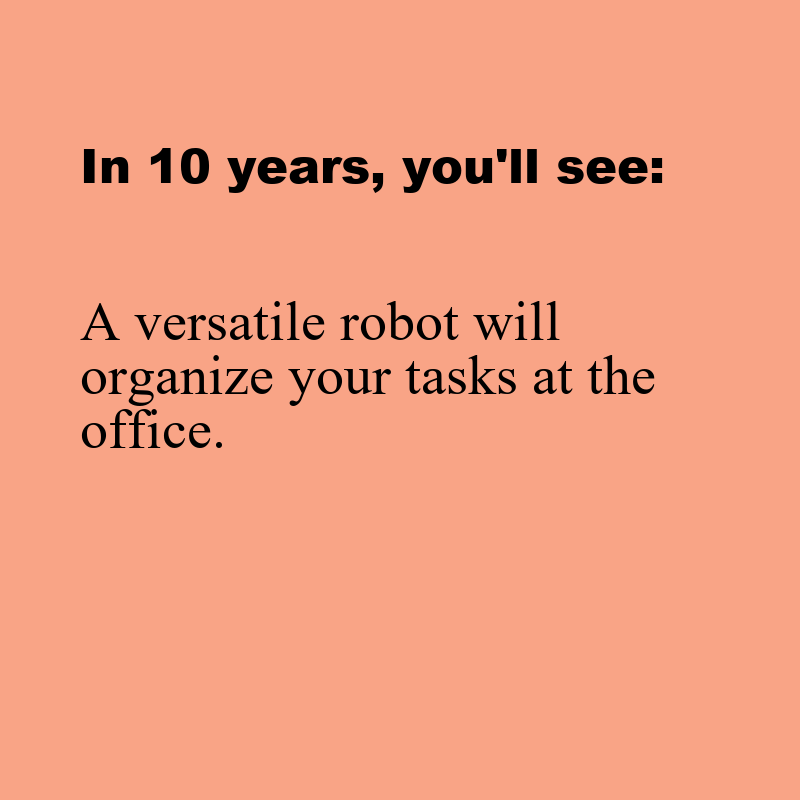 In 10 years, you'll see:
A versatile robot will
organize your tasks at the
office.